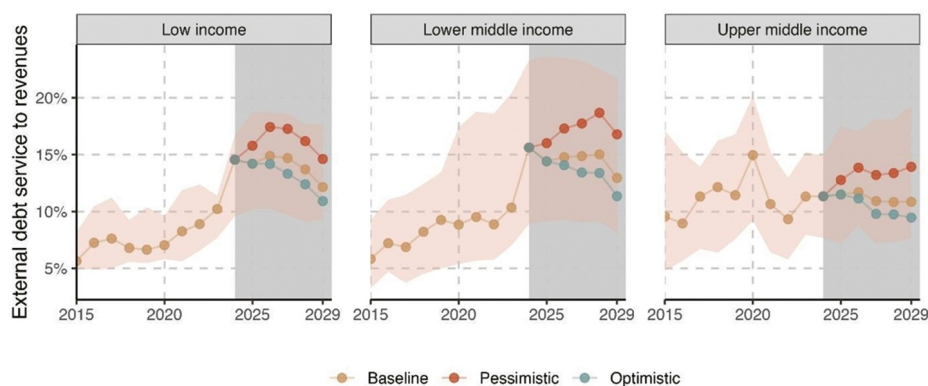 Low income
Lower middle income
Upper middle income
External debt service to revenues
20%
15%
10%
5%
2015 2020 2025 2029
2015 2020 2025 2029
2015 2020 2025 2029
Baseline Pessimistic Optimistic